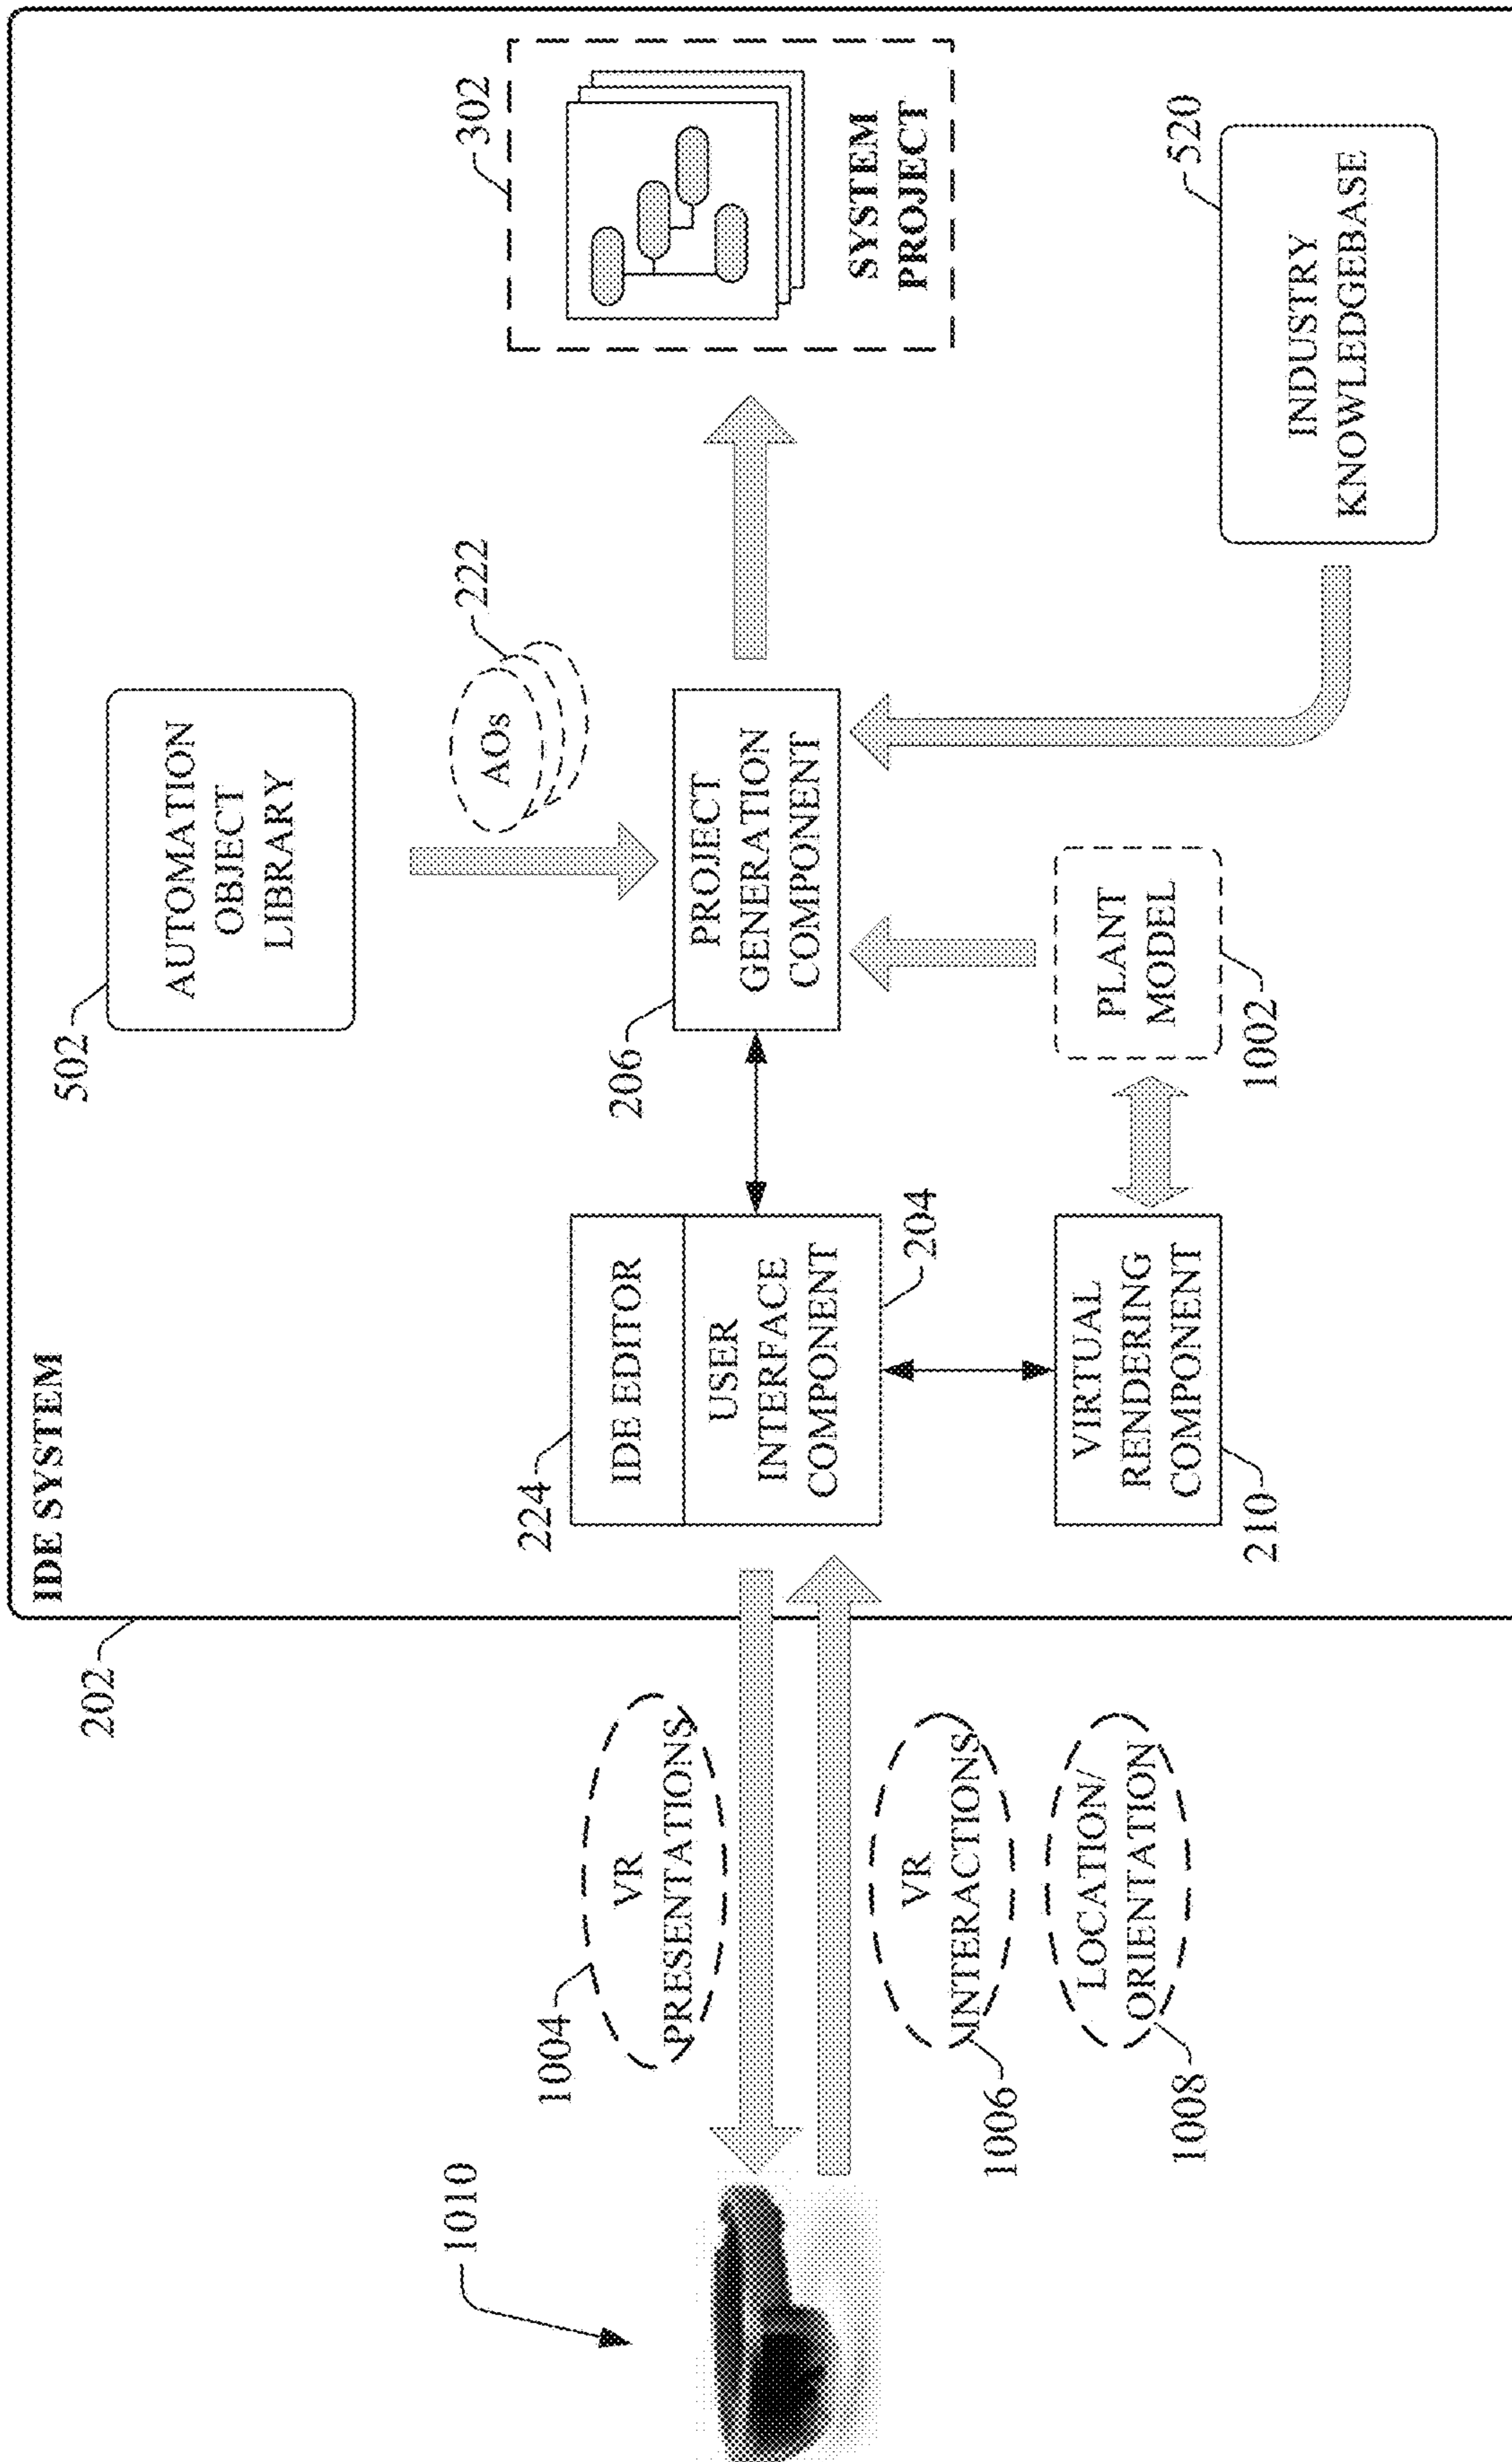 IDE SYSTEM
202
502
AUTOMATION
OBJECT
LIBRARY
302
SYSTEM
PROJECT
AOs
222
1010
1004
VR
PRESENTATIONS
224
IDE EDITOR
USER
INTERFACE
COMPONENT
204
206
PROJECT
GENERATION
COMPONENT
VR
INTERACTIONS
1006
LOCATION/
ORIENTATION
1008
VIRTUAL
RENDERING
COMPONENT
210
PLANT
MODEL
1002
INDUSTRY
KNOWLEDGEBASE
520